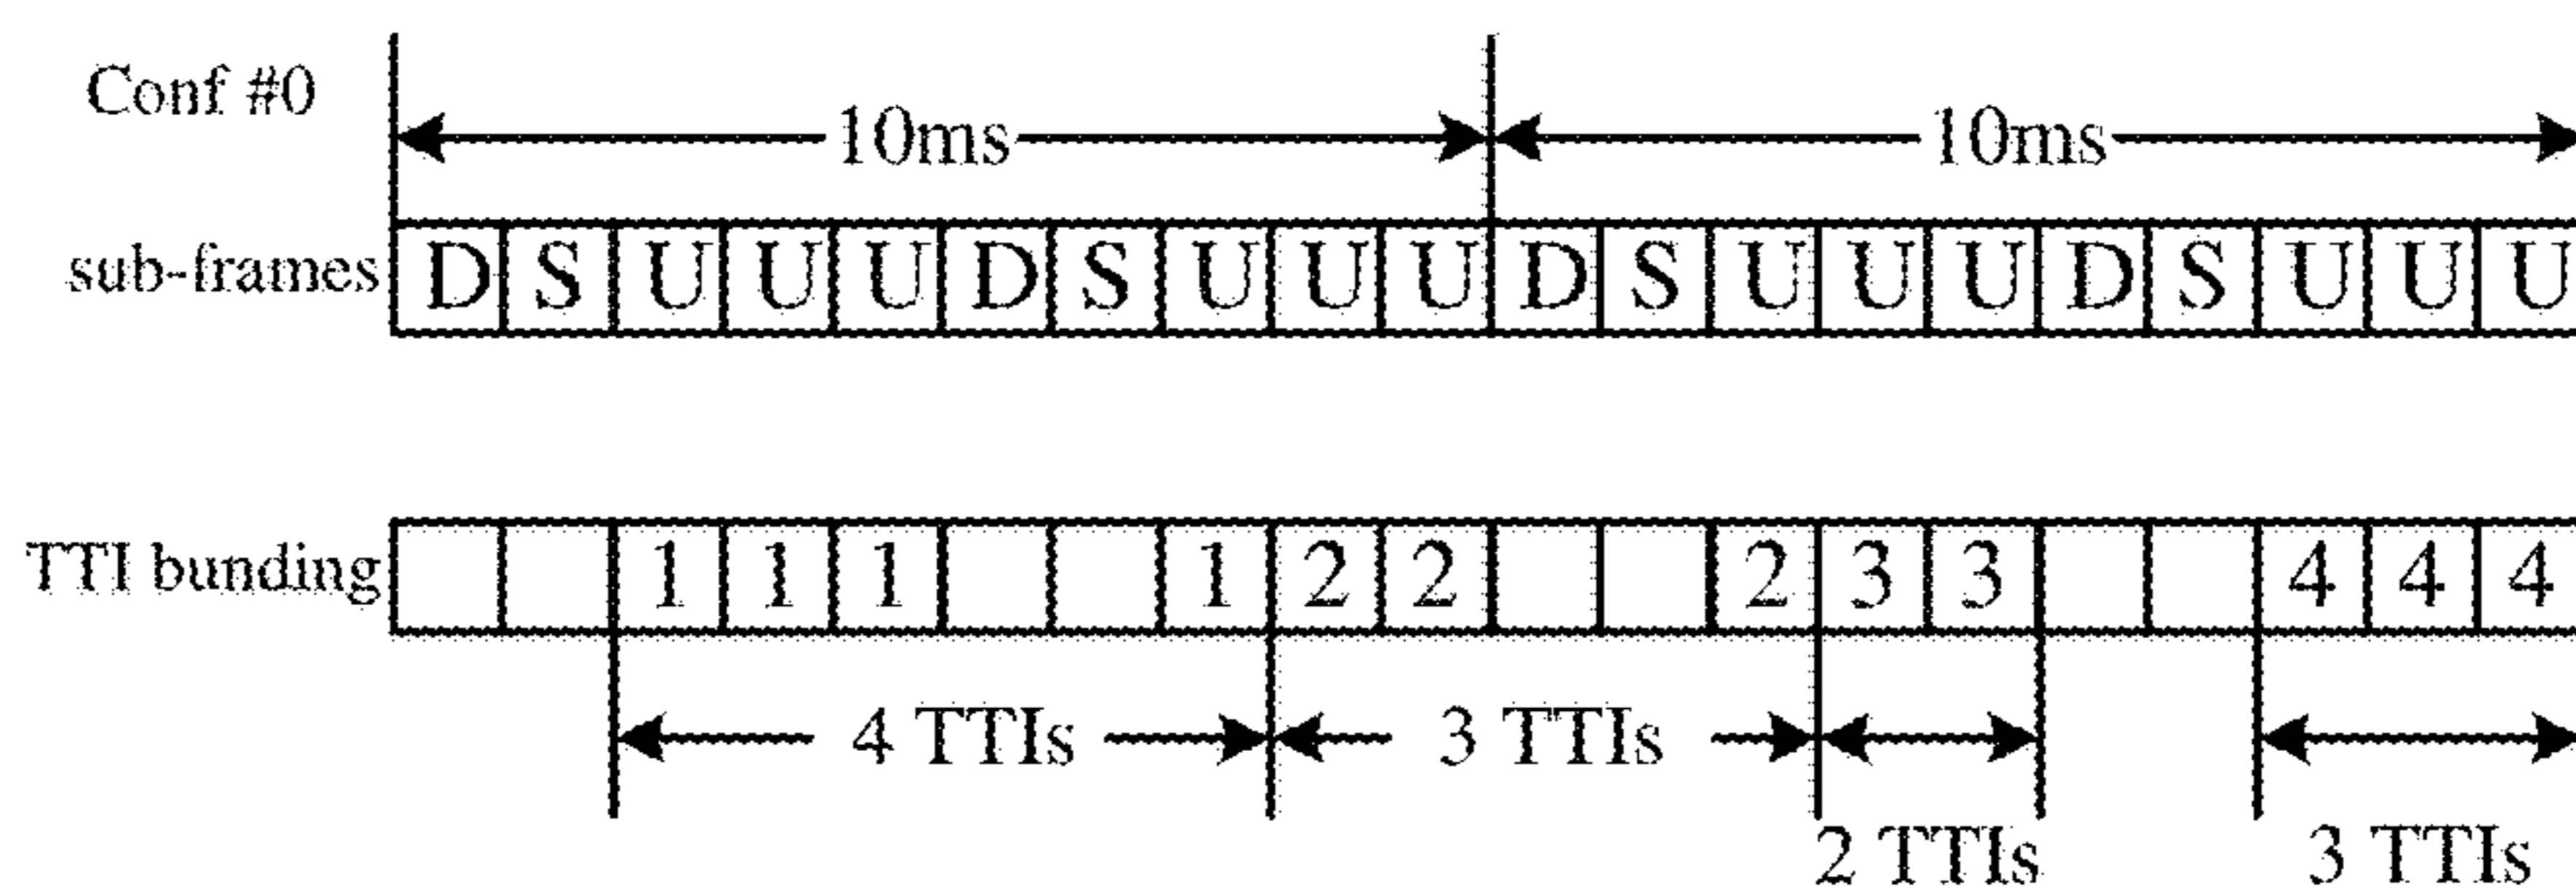 Conf #0
10ms 10ms
sub-frames D S U U U D S U U U D S U U U D S U U U
TTI bunding 1 1 1 1 2 2 2 3 3 4 4 4
4 TTIs 3 TTIs
2 TTIs 3 TTIs